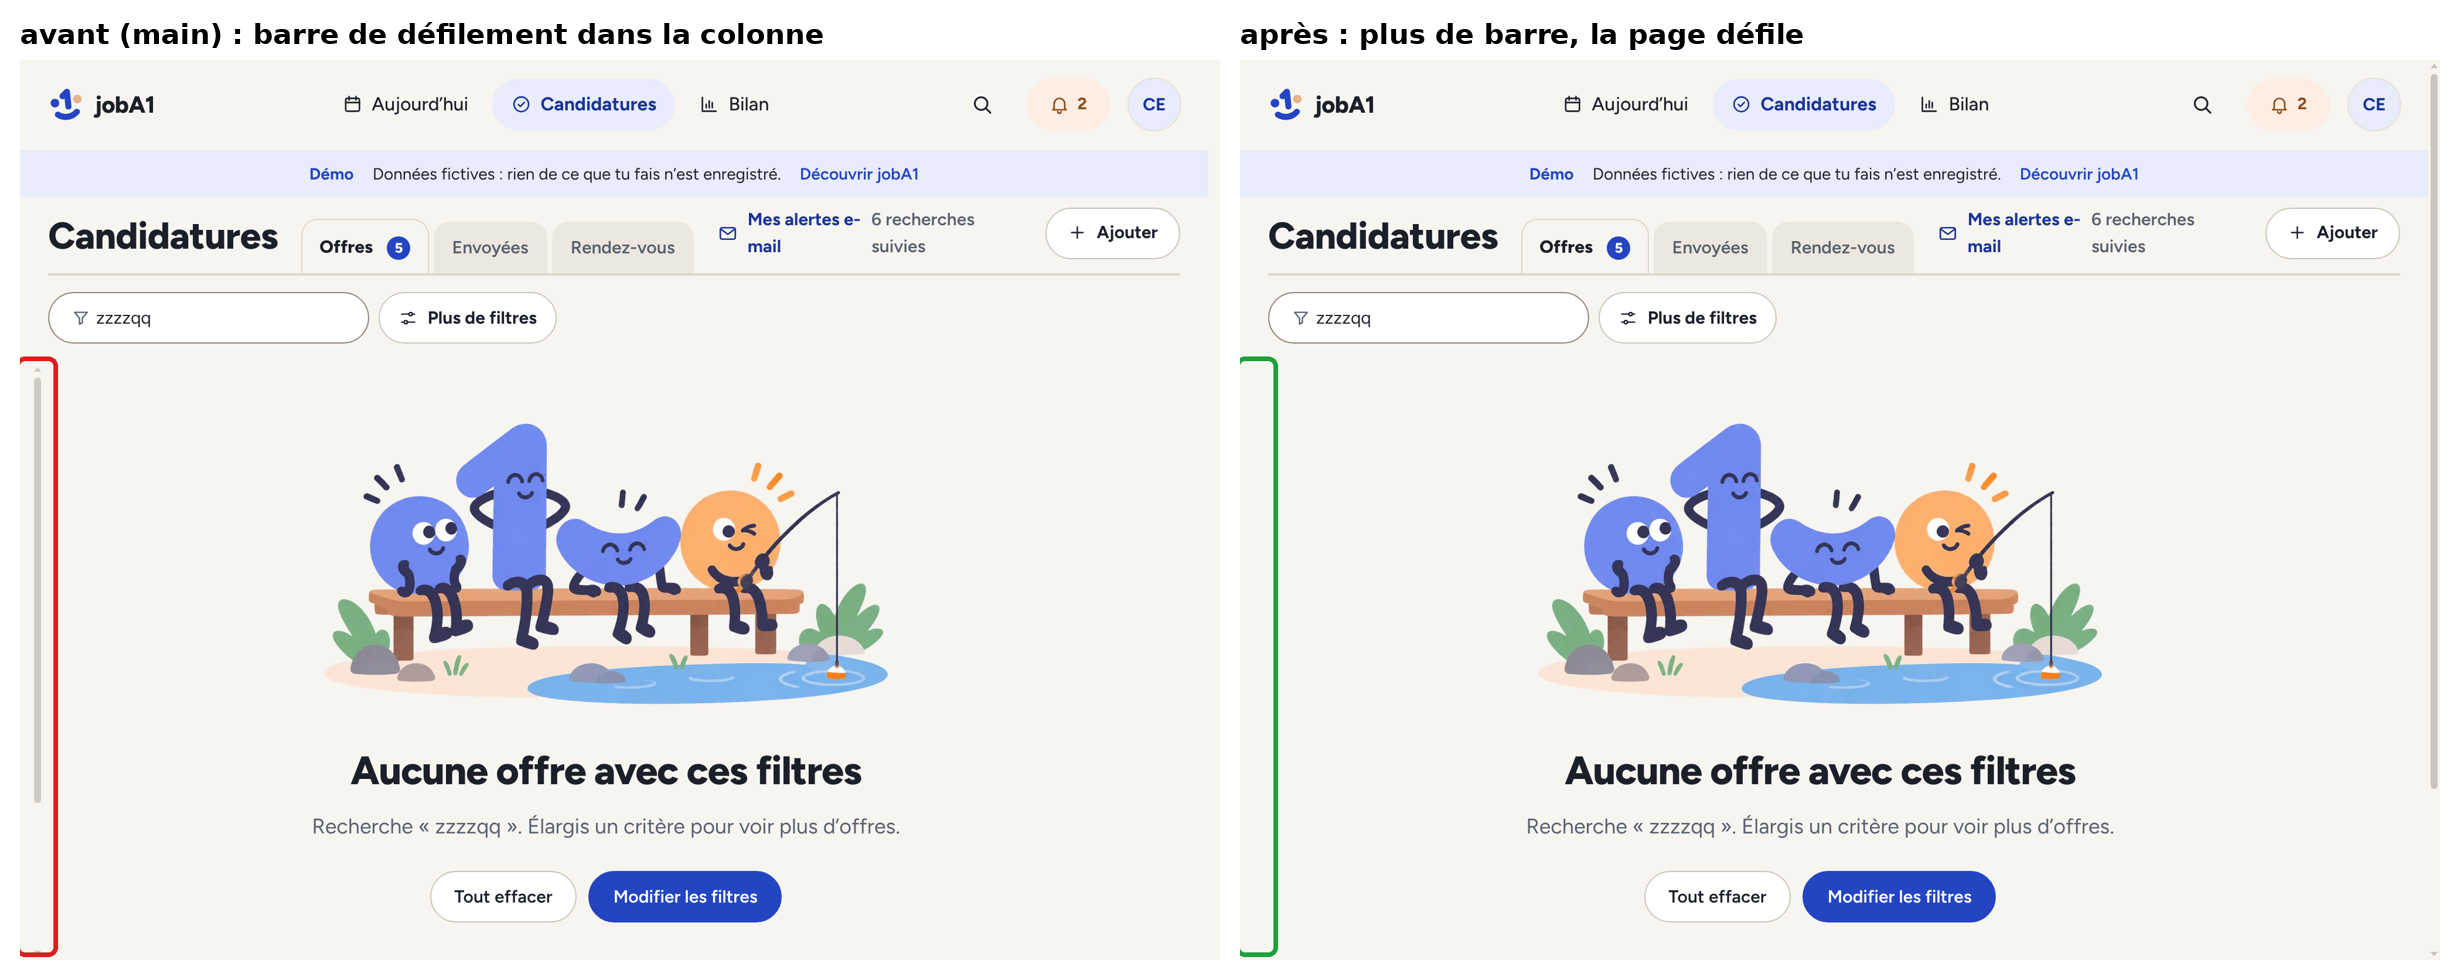 avant (main) : barre de défilement dans la colonne
jobA1
Aujourd’hui
Candidatures
Bilan
2
CE
Démo Données fictives : rien de ce que tu fais n’est enregistré. Découvrir jobA1
Candidatures
Offres 5
Envoyées
Rendez-vous
Mes alertes e-
mail
6 recherches
suivies
Ajouter
zzzzqq
Plus de filtres
Aucune offre avec ces filtres
Recherche « zzzzqq ». Élargis un critère pour voir plus d’offres.
Tout effacer
Modifier les filtres
après : plus de barre, la page défile
jobA1
Aujourd’hui
Candidatures
Bilan
2
CE
Démo Données fictives : rien de ce que tu fais n’est enregistré. Découvrir jobA1
Candidatures
Offres 5
Envoyées
Rendez-vous
Mes alertes e-
mail
6 recherches
suivies
Ajouter
zzzzqq
Plus de filtres
Aucune offre avec ces filtres
Recherche « zzzzqq ». Élargis un critère pour voir plus d’offres.
Tout effacer
Modifier les filtres